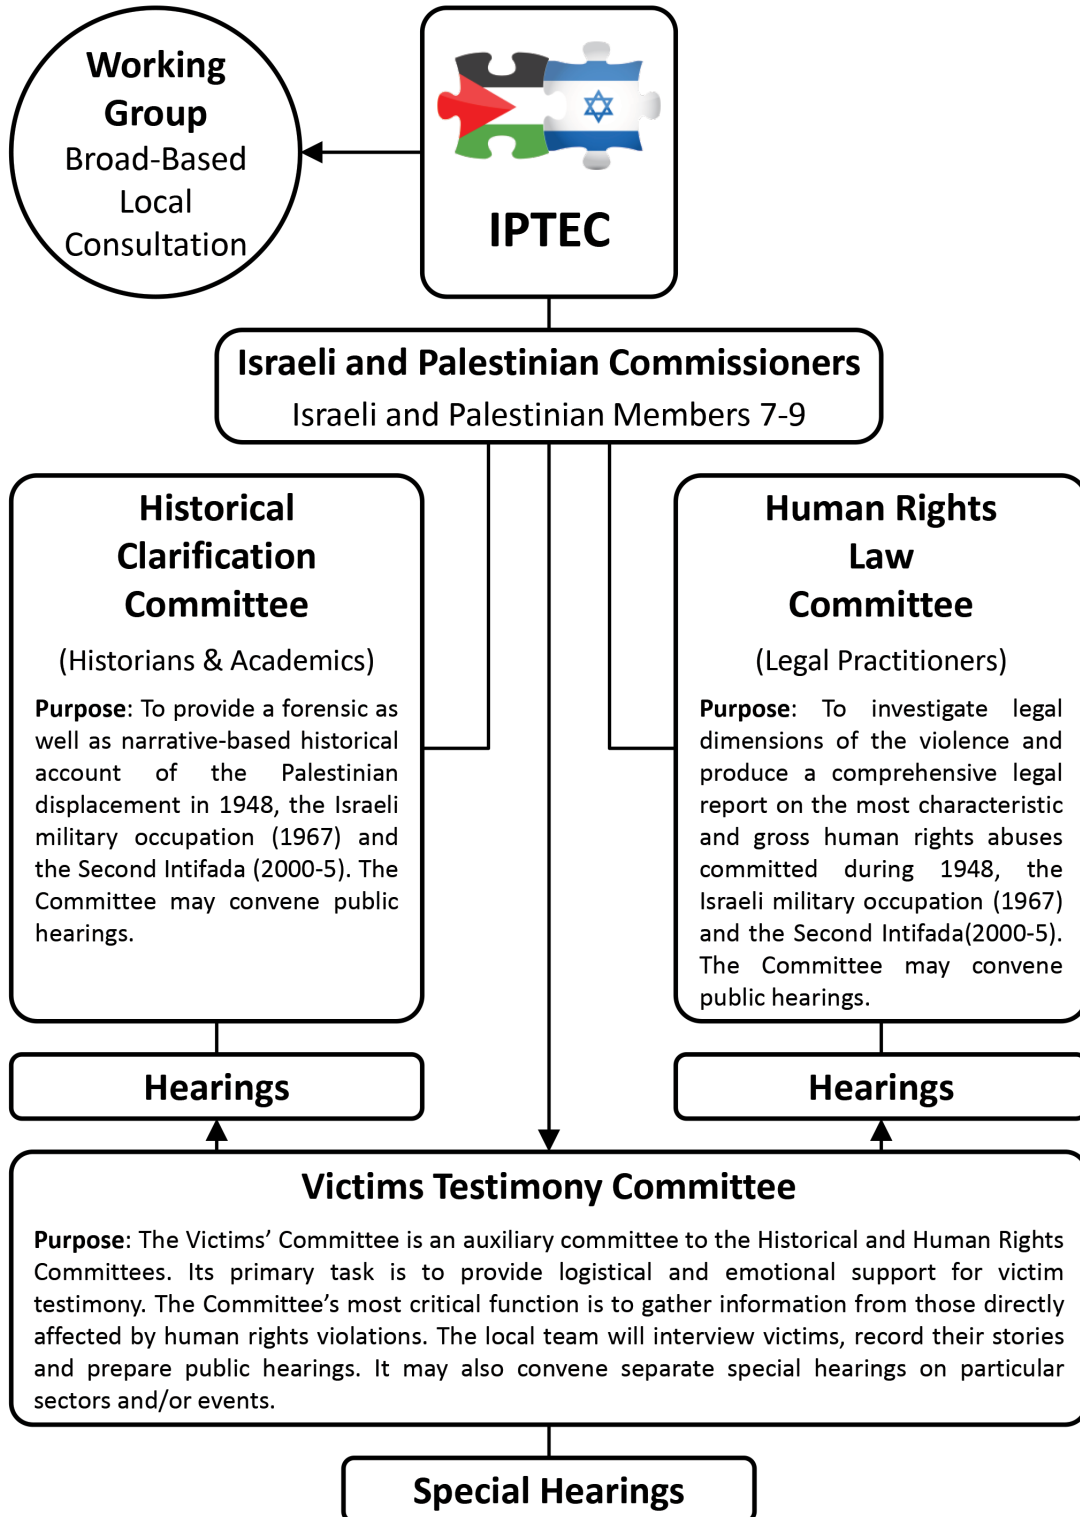 Working
Group
Broad-Based
Local
Consultation
IPTEC
Israeli and Palestinian Commissioners
Israeli and Palestinian Members 7-9
Historical
Clarification
Committee
(Historians & Academics)
Purpose: To provide a forensic as
well as narrative-based historical
account of the Palestinian
displacement in 1948, the Israeli
military occupation (1967) and
the Second Intifada (2000-5). The
Committee may convene public
hearings.
Human Rights
Law
Committee
(Legal Practitioners)
Purpose: To investigate legal
dimensions of the violence and
produce a comprehensive legal
report on the most characteristic
and gross human rights abuses
committed during 1948, the
Israeli military occupation (1967)
and the Second Intifada(2000-5).
The Committee may convene
public hearings.
Hearings
Hearings
Victims Testimony Committee
Purpose: The Victims’ Committee is an auxiliary committee to the Historical and Human Rights
Committees. Its primary task is to provide logistical and emotional support for victim
testimony. The Committee’s most critical function is to gather information from those directly
affected by human rights violations. The local team will interview victims, record their stories
and prepare public hearings. It may also convene separate special hearings on particular
sectors and/or events.
Special Hearings